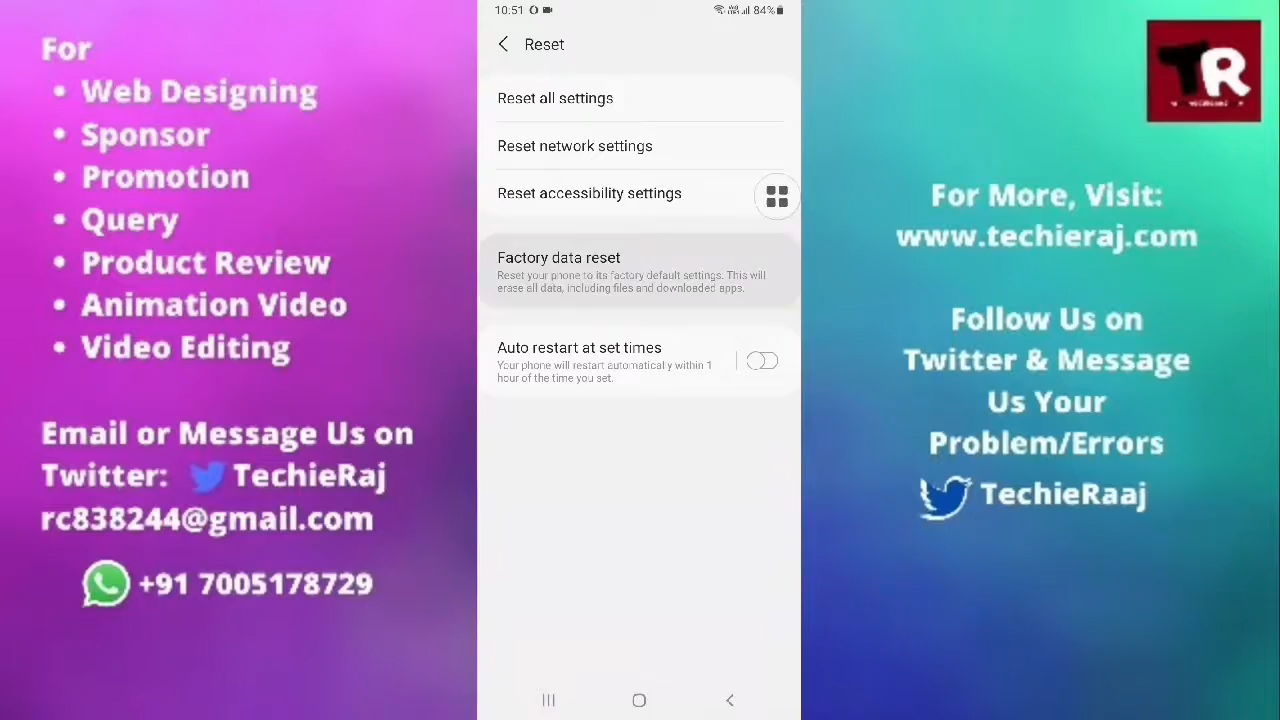 For
• Web Designing
• Sponsor
• Promotion
• Query
• Product Review
• Animation Video
• Video Editing
Email or Message Us on
Twitter: TechieRaj
rc838244@gmail.com
+91 7005178729
10:51
84%
Reset
Reset all settings
Reset network settings
Reset accessibility settings
Factory data reset
Reset your phone to its factory default settings. This will
erase all data, including files and downloaded apps.
Auto restart at set times
Your phone will restart automatically within 1
hour of the time you set.
TR
For More, Visit:
www.techieraj.com
Follow Us on
Twitter & Message
Us Your
Problem/Errors
TechieRaaj